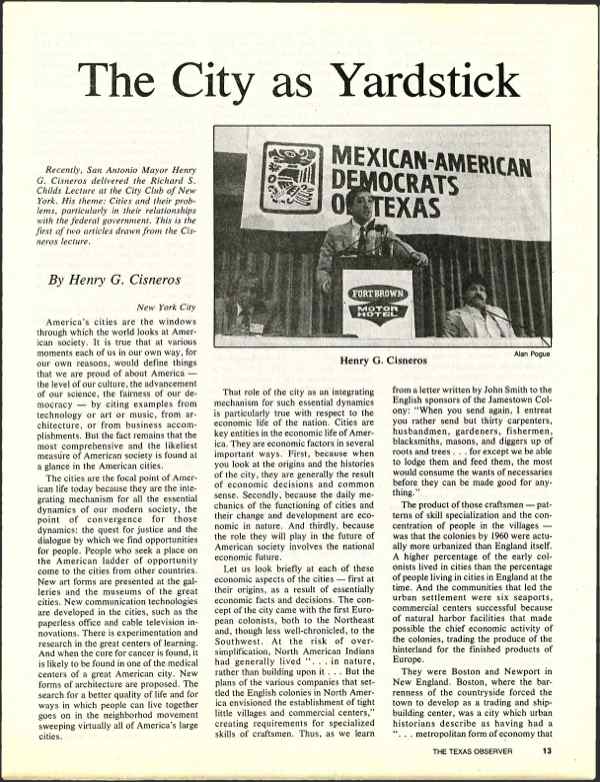 The City as Yardstick
Recently, San Antonio Mayor Henry
G. Cisneros delivered the Richard S.
Childs Lecture at the City Club of New
York. His theme: Cities and their prob-
lems, particularly in their relationships
with the federal government. This is the
first of two articles drawn from the Cis-
neros lecture.
By Henry G. Cisneros
New York City
America's cities are the windows
through which the world looks at Amer-
ican society. It is true that at various
moments each of us in our own way, for
our own reasons, would define things
that we are proud of about America —
the level of our culture, the advancement
of our science, the fairness of our de-
mocracy — by citing examples from
technology or art or music, from ar-
chitecture, or from business accom-
plishments. But the fact remains that the
most comprehensive and the likeliest
measure of American society is found at
a glance in the American cities.
The cities are the focal point of Amer-
ican life today because they are the inte-
grating mechanism for all the essential
dynamics of our modern society, the
point of convergence for those
dynamics: the quest for justice and the
dialogue by which we find opportunities
for people. People who seek a place on
the American ladder of opportunity
come to the cities from other countries.
New art forms are presented at the gal-
leries and the museums of the great
cities. New communication technologies
are developed in the cities, such as the
paperless office and cable television in-
novations. There is experimentation and
research in the great centers of learning.
And when the cure for cancer is found, it
is likely to be found in one of the medical
centers of a great American city. New
forms of architecture are proposed. The
search for a better quality of life and for
ways in which people can live together
goes on in the neighborhod movement
sweeping virtually all of America's large
cities.
MEXICAN-AMERICAN
DEMOCRATS
OF TEXAS
FORT BROWN
MOTOR
HOTEL
Alan Pogue
Henry G. Cisneros
That role of the city as an integrating
mechanism for such essential dynamics
is particularly true with respect to the
economic life of the nation. Cities are
key entities in the economic life of Amer-
ica. They are economic factors in several
important ways. First, because when
you look at the origins and the histories
of the city, they are generally the result
of economic decisions and common
sense. Secondly, because the daily me-
chanics of the functioning of cities and
their change and development are eco-
nomic in nature. And thirdly, because
the role they will play in the future of
American society involves the national
economic future.
Let us look briefly at each of these
economic aspects of the cities — first at
their origins, as a result of essentially
economic facts and decisions. The con-
cept of the city came with the first Euro-
pean colonists, both to the Northeast
and, though less well-chronicled, to the
Southwest. At the risk of over-
simplification, North American Indians
had generally lived ". . . in nature,
rather than building upon it . . . But the
plans of the various companies that set-
tled the English colonies in North Amer-
ica envisioned the establishment of tight
little villages and commercial centers,"
creating requirements for specialized
skills of craftsmen. Thus, as we learn
from a letter written by John Smith to the
English sponsors of the Jamestown Col-
ony: "When you send again, I entreat
you rather send but thirty carpenters,
husbandmen, gardeners, fishermen,
blacksmiths, masons, and diggers up of
roots and trees . . . for except we be able
to lodge them and feed them, the most
would consume wants of necessaries
before they can be made good for any-
thing."
The product of those craftsmen — pat-
terns of skill specialization and the con-
centration of people in the villages —
was that the colonies by 1960 were actu-
ally more urbanized than England itself.
A higher percentage of the early col-
onists lived in cities than the percentage
of people living in cities in England at the
time. And the communities that led the
urban settlement were six seaports,
commercial centers successful because
of natural harbor facilities that made
possible the chief economic activity of
the colonies, trading the produce of the
hinterland for the finished products of
Europe.
They were Boston and Newport in
New England. Boston, where the bar-
renness of the countryside forced the
town to develop as a trading and ship-
building center, was a city which urban
historians describe as having had a
". . . metropolitan form of economy that
THE TEXAS OBSERVER 13